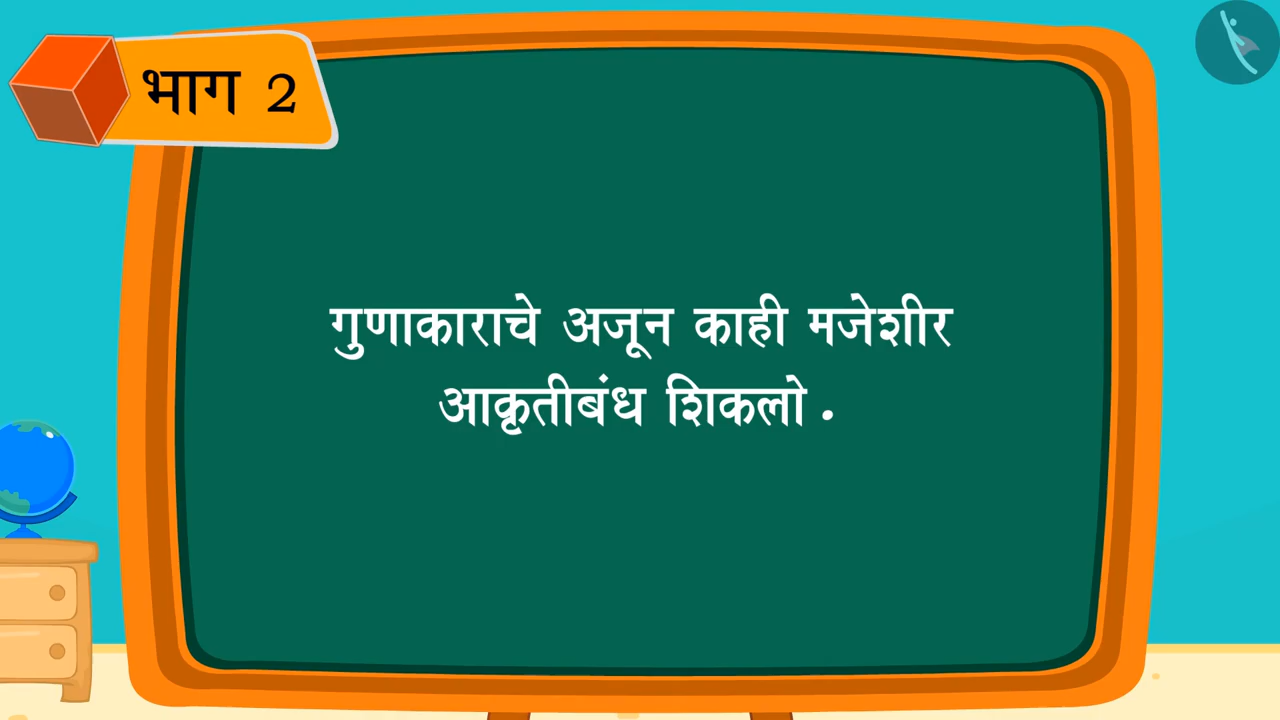 भाग 2
गुणाकाराचे अजून काही मजेशीर
आकृतीबंध शिकलो .